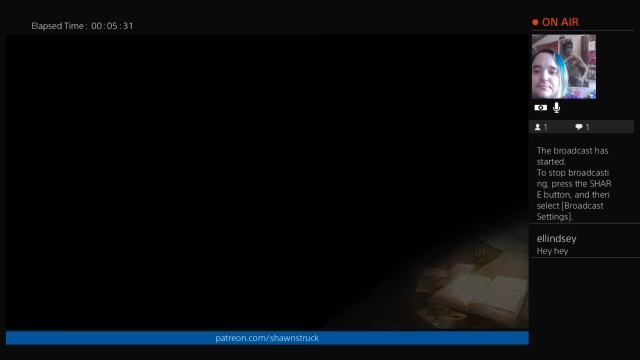 Elapsed Time : 00:05:31
ON AIR
1
1
The broadcast has
started.
To stop broadcasti
ng, press the SHAR
E button, and then
select [Broadcast
Settings].
ellindsey
Hey hey
patreon.com/shawnstruck